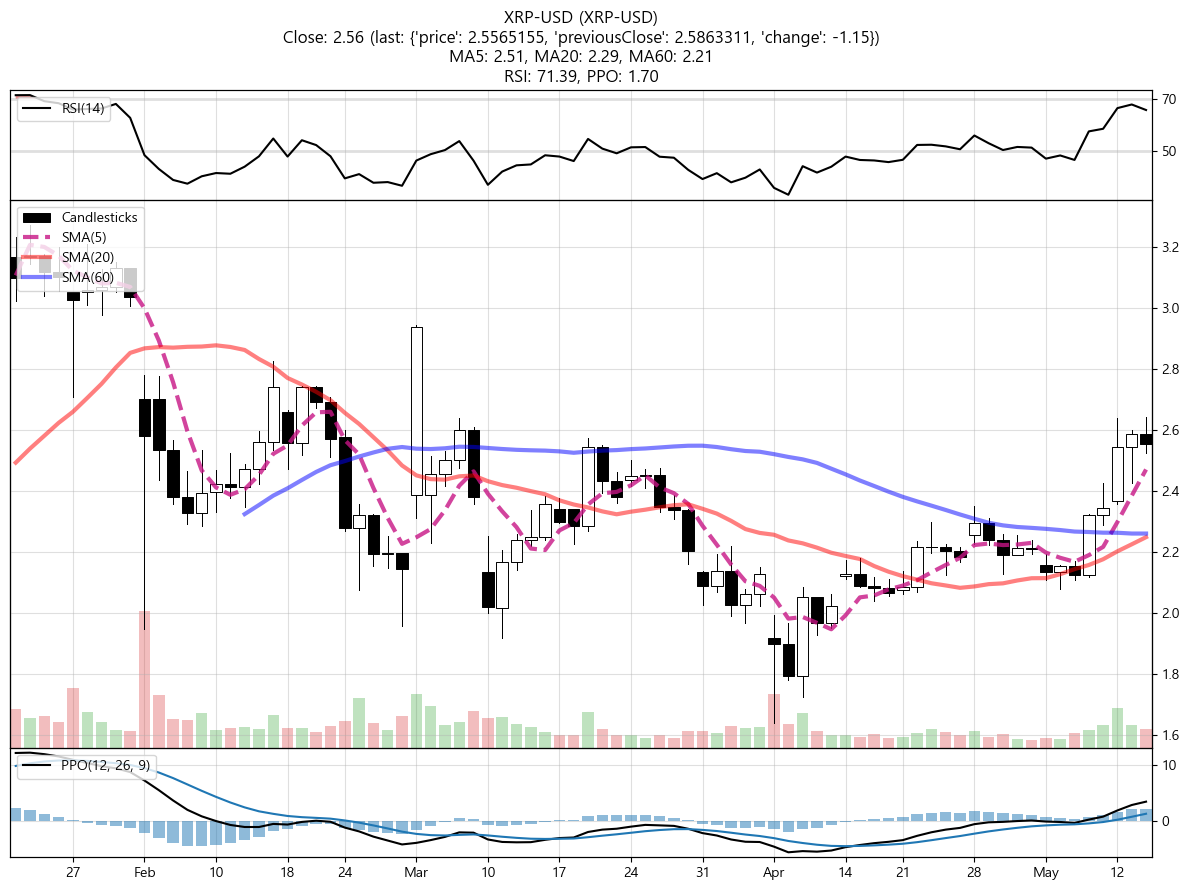 XRP-USD (XRP-USD)
Close: 2.56 (last: {'price': 2.5565155, 'previousClose': 2.5863311, 'change': -1.15})
MA5: 2.51, MA20: 2.29, MA60: 2.21
RSI: 71.39, PPO: 1.70
RSI(14)
70
50
Candlesticks
SMA(5)
SMA(20)
SMA(60)
3.2
3.0
2.8
2.6
2.4
2.2
2.0
1.8
1.6
PPO(12, 26, 9)
10
0
27 Feb 10 18 24 Mar 10 17 24 31 Apr 14 21 28 May 12